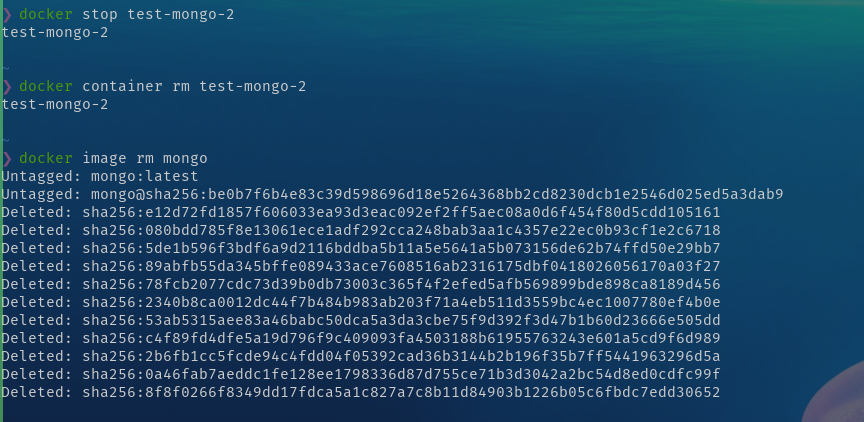 ❯ docker stop test-mongo-2
test-mongo-2
~
❯ docker container rm test-mongo-2
test-mongo-2
~
❯ docker image rm mongo
Untagged: mongo:latest
Untagged: mongo@sha256:be0b7f6b4e83c39d598696d18e5264368bb2cd8230dcb1e2546d025ed5a3dab9
Deleted: sha256:e12d72fd1857f606033ea93d3eac092ef2ff5aec08a0d6f454f80d5cdd105161
Deleted: sha256:080bdd785f8e13061ece1adf292cca248bab3aa1c4357e22ec0b93cf1e2c6718
Deleted: sha256:5de1b596f3bdf6a9d2116bddba5b11a5e5641a5b073156de62b74ffd50e29bb7
Deleted: sha256:89abfb55da345bffe089433ace7608516ab2316175dbf0418026056170a03f27
Deleted: sha256:78fcb2077cdc73d39b0db73003c365f4f2efed5afb569899bde898ca8189d456
Deleted: sha256:2340b8ca0012dc44f7b484b983ab203f71a4eb511d3559bc4ec1007780ef4b0e
Deleted: sha256:53ab5315aee83a46babc50dca5a3da3cbe75f9d392f3d47b1b60d23666e505dd
Deleted: sha256:c4f89fd4dfe5a19d796f9c409093fa4503188b61955763243e601a5cd9f6d989
Deleted: sha256:2b6fb1cc5fcde94c4fdd04f05392cad36b3144b2b196f35b7ff5441963296d5a
Deleted: sha256:0a46fab7aeddc1fe128ee1798336d87d755ce71b3d3042a2bc54d8ed0cdfc99f
Deleted: sha256:8f8f0266f8349dd17fdca5a1c827a7c8b11d84903b1226b05c6fbdc7edd30652